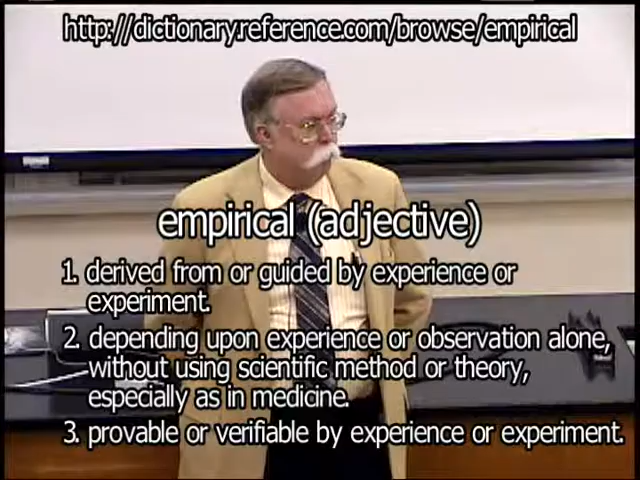 http://dictionary.reference.com/browse/empirical
empirical (adjective)
1. derived from or guided by experience or
experiment.
2. depending upon experience or observation alone,
without using scientific method or theory,
especially as in medicine.
3. provable or verifiable by experience or experiment.